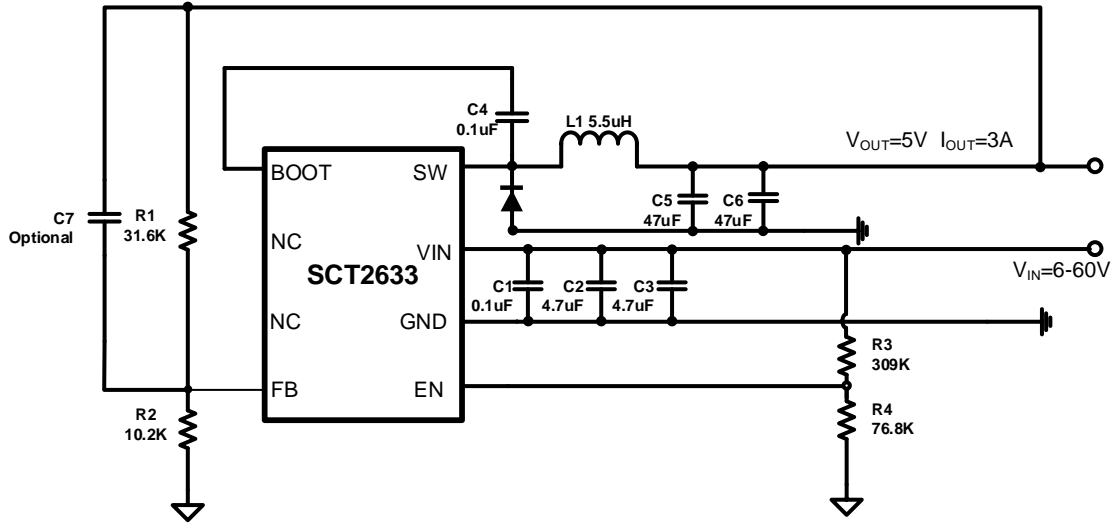 C4
0.1uF
L1 5.5uH
VOUT=5V IOUT=3A
BOOT
SW
C7
Optional
R1
31.6K
C5
47uF
C6
47uF
NC
VIN
SCT2633
VIN=6-60V
C1
0.1uF
C2
4.7uF
C3
4.7uF
NC
GND
R3
309K
FB
EN
R2
10.2K
R4
76.8K